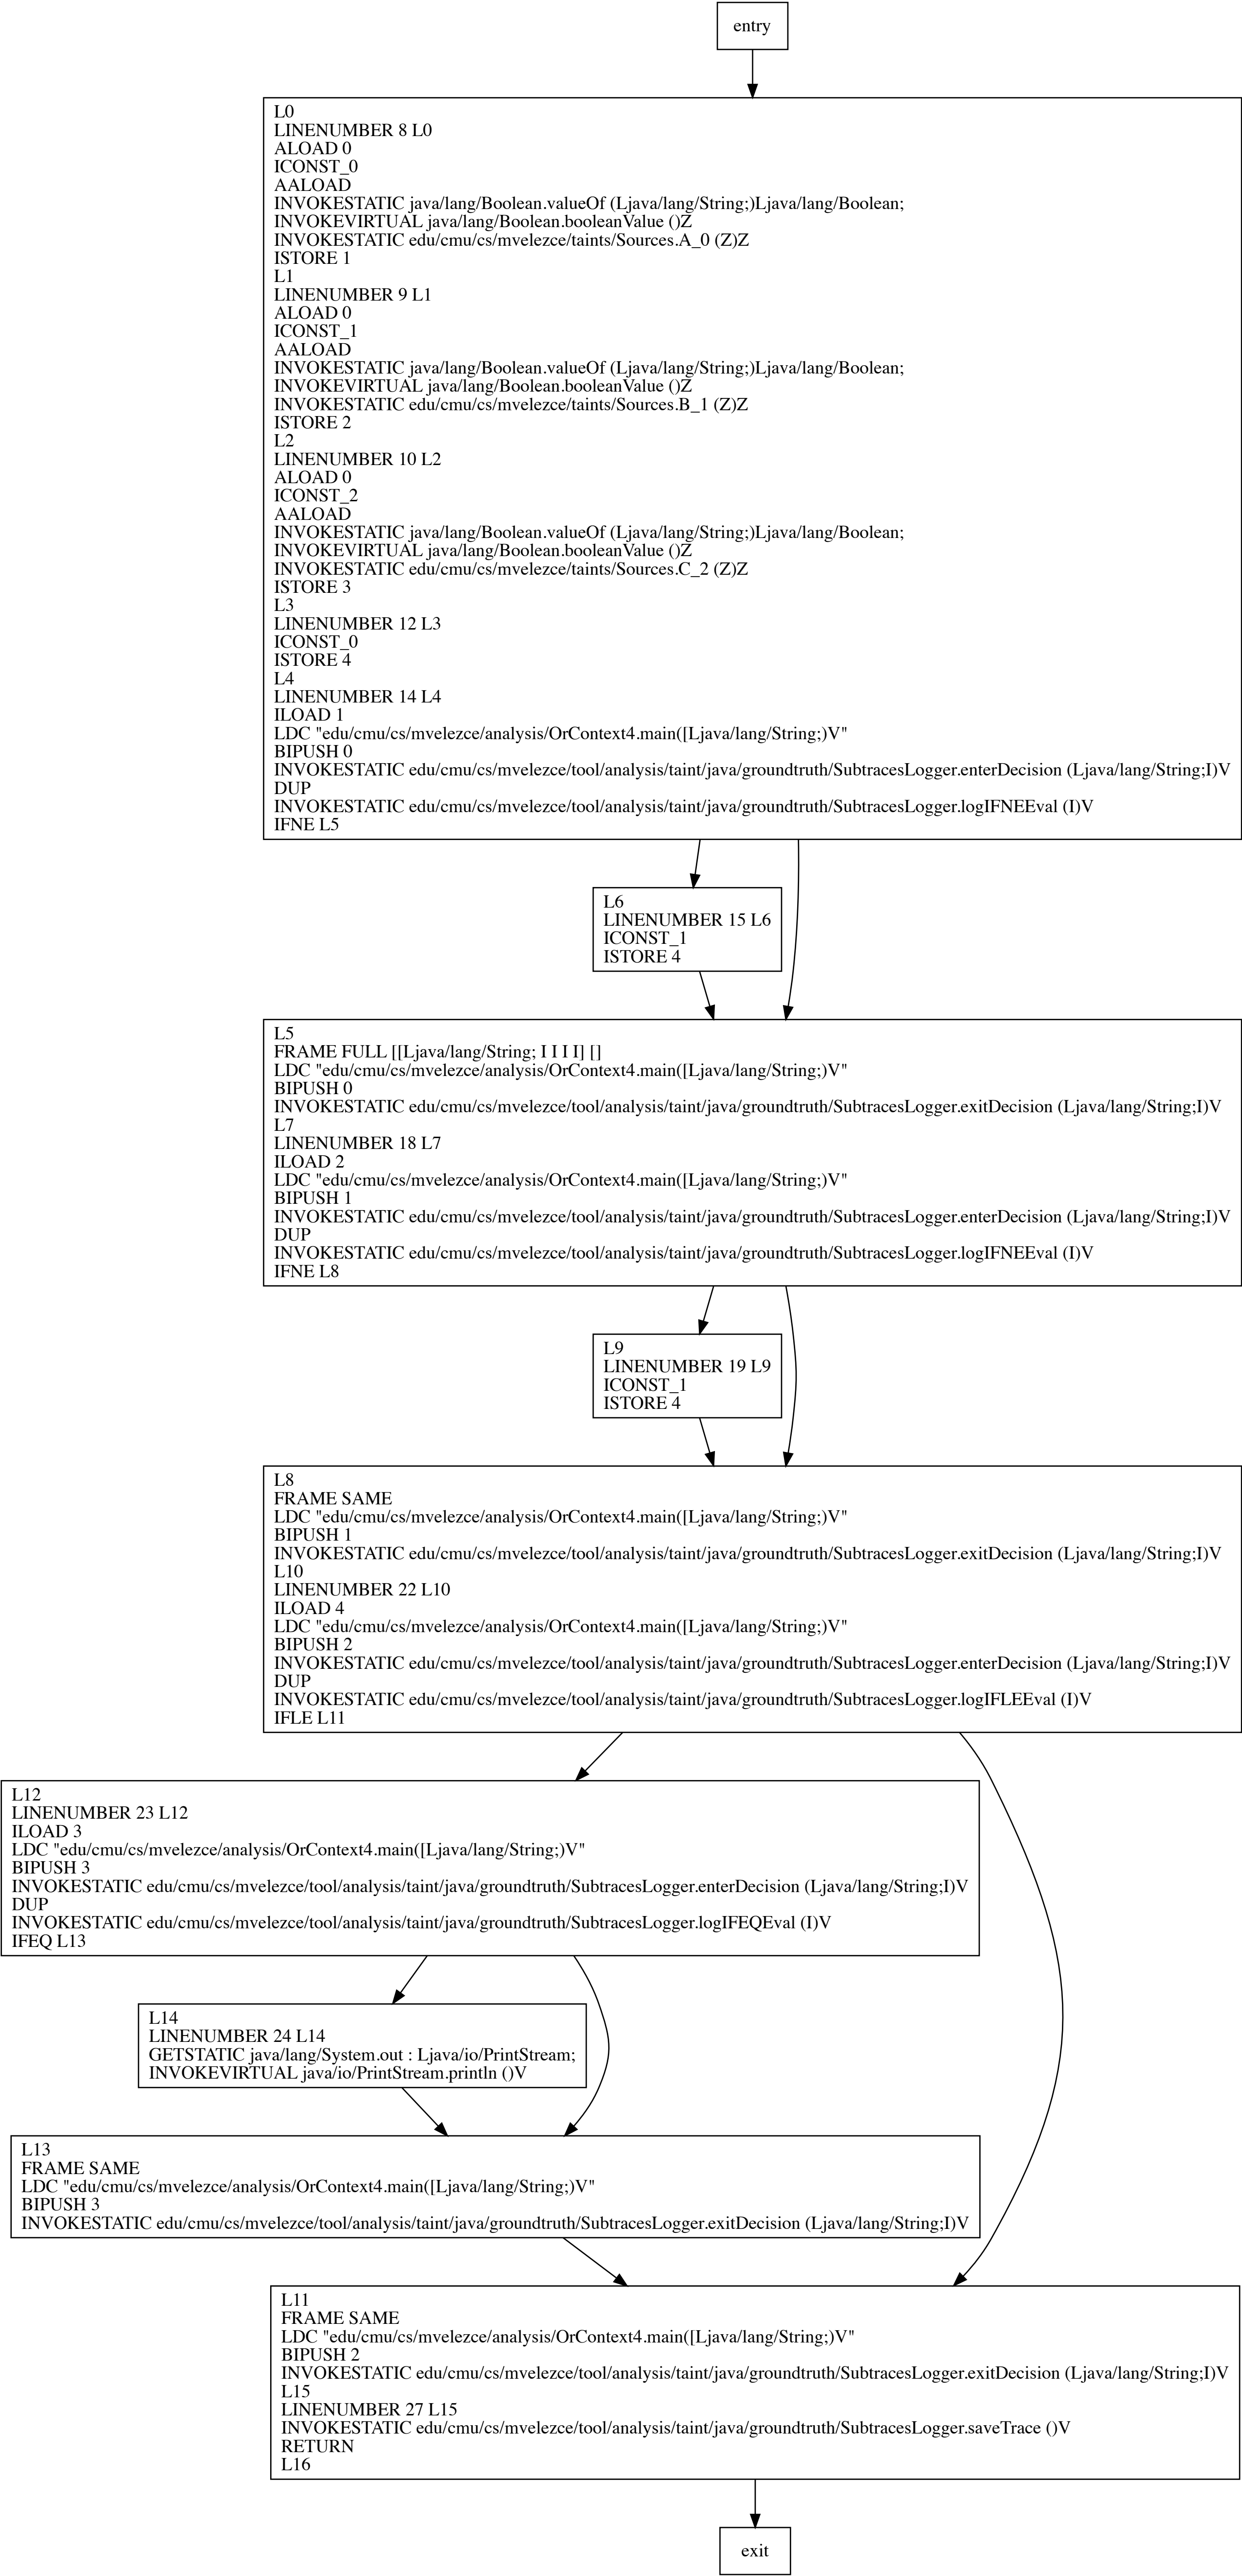 entry
L0
LINENUMBER 8 L0
ALOAD 0
ICONST_0
AALOAD
INVOKESTATIC java/lang/Boolean.valueOf (Ljava/lang/String;)Ljava/lang/Boolean;
INVOKEVIRTUAL java/lang/Boolean.booleanValue ()Z
INVOKESTATIC edu/cmu/cs/mvelezce/taints/Sources.A_0 (Z)Z
ISTORE 1
L1
LINENUMBER 9 L1
ALOAD 0
ICONST_1
AALOAD
INVOKESTATIC java/lang/Boolean.valueOf (Ljava/lang/String;)Ljava/lang/Boolean;
INVOKEVIRTUAL java/lang/Boolean.booleanValue ()Z
INVOKESTATIC edu/cmu/cs/mvelezce/taints/Sources.B_1 (Z)Z
ISTORE 2
L2
LINENUMBER 10 L2
ALOAD 0
ICONST_2
AALOAD
INVOKESTATIC java/lang/Boolean.valueOf (Ljava/lang/String;)Ljava/lang/Boolean;
INVOKEVIRTUAL java/lang/Boolean.booleanValue ()Z
INVOKESTATIC edu/cmu/cs/mvelezce/taints/Sources.C_2 (Z)Z
ISTORE 3
L3
LINENUMBER 12 L3
ICONST_0
ISTORE 4
L4
LINENUMBER 14 L4
ILOAD 1
LDC "edu/cmu/cs/mvelezce/analysis/OrContext4.main([Ljava/lang/String;)V"
BIPUSH 0
INVOKESTATIC edu/cmu/cs/mvelezce/tool/analysis/taint/java/groundtruth/SubtracesLogger.enterDecision (Ljava/lang/String;I)V
DUP
INVOKESTATIC edu/cmu/cs/mvelezce/tool/analysis/taint/java/groundtruth/SubtracesLogger.logIFNEEval (I)V
IFNE L5
L6
LINENUMBER 15 L6
ICONST_1
ISTORE 4
L5
FRAME FULL [[Ljava/lang/String; I I I I] []
LDC "edu/cmu/cs/mvelezce/analysis/OrContext4.main([Ljava/lang/String;)V"
BIPUSH 0
INVOKESTATIC edu/cmu/cs/mvelezce/tool/analysis/taint/java/groundtruth/SubtracesLogger.exitDecision (Ljava/lang/String;I)V
L7
LINENUMBER 18 L7
ILOAD 2
LDC "edu/cmu/cs/mvelezce/analysis/OrContext4.main([Ljava/lang/String;)V"
BIPUSH 1
INVOKESTATIC edu/cmu/cs/mvelezce/tool/analysis/taint/java/groundtruth/SubtracesLogger.enterDecision (Ljava/lang/String;I)V
DUP
INVOKESTATIC edu/cmu/cs/mvelezce/tool/analysis/taint/java/groundtruth/SubtracesLogger.logIFNEEval (I)V
IFNE L8
L9
LINENUMBER 19 L9
ICONST_1
ISTORE 4
L8
FRAME SAME
LDC "edu/cmu/cs/mvelezce/analysis/OrContext4.main([Ljava/lang/String;)V"
BIPUSH 1
INVOKESTATIC edu/cmu/cs/mvelezce/tool/analysis/taint/java/groundtruth/SubtracesLogger.exitDecision (Ljava/lang/String;I)V
L10
LINENUMBER 22 L10
ILOAD 4
LDC "edu/cmu/cs/mvelezce/analysis/OrContext4.main([Ljava/lang/String;)V"
BIPUSH 2
INVOKESTATIC edu/cmu/cs/mvelezce/tool/analysis/taint/java/groundtruth/SubtracesLogger.enterDecision (Ljava/lang/String;I)V
DUP
INVOKESTATIC edu/cmu/cs/mvelezce/tool/analysis/taint/java/groundtruth/SubtracesLogger.logIFLEEval (I)V
IFLE L11
L12
LINENUMBER 23 L12
ILOAD 3
LDC "edu/cmu/cs/mvelezce/analysis/OrContext4.main([Ljava/lang/String;)V"
BIPUSH 3
INVOKESTATIC edu/cmu/cs/mvelezce/tool/analysis/taint/java/groundtruth/SubtracesLogger.enterDecision (Ljava/lang/String;I)V
DUP
INVOKESTATIC edu/cmu/cs/mvelezce/tool/analysis/taint/java/groundtruth/SubtracesLogger.logIFEQEval (I)V
IFEQ L13
L14
LINENUMBER 24 L14
GETSTATIC java/lang/System.out : Ljava/io/PrintStream;
INVOKEVIRTUAL java/io/PrintStream.println ()V
L13
FRAME SAME
LDC "edu/cmu/cs/mvelezce/analysis/OrContext4.main([Ljava/lang/String;)V"
BIPUSH 3
INVOKESTATIC edu/cmu/cs/mvelezce/tool/analysis/taint/java/groundtruth/SubtracesLogger.exitDecision (Ljava/lang/String;I)V
L11
FRAME SAME
LDC "edu/cmu/cs/mvelezce/analysis/OrContext4.main([Ljava/lang/String;)V"
BIPUSH 2
INVOKESTATIC edu/cmu/cs/mvelezce/tool/analysis/taint/java/groundtruth/SubtracesLogger.exitDecision (Ljava/lang/String;I)V
L15
LINENUMBER 27 L15
INVOKESTATIC edu/cmu/cs/mvelezce/tool/analysis/taint/java/groundtruth/SubtracesLogger.saveTrace ()V
RETURN
L16
exit